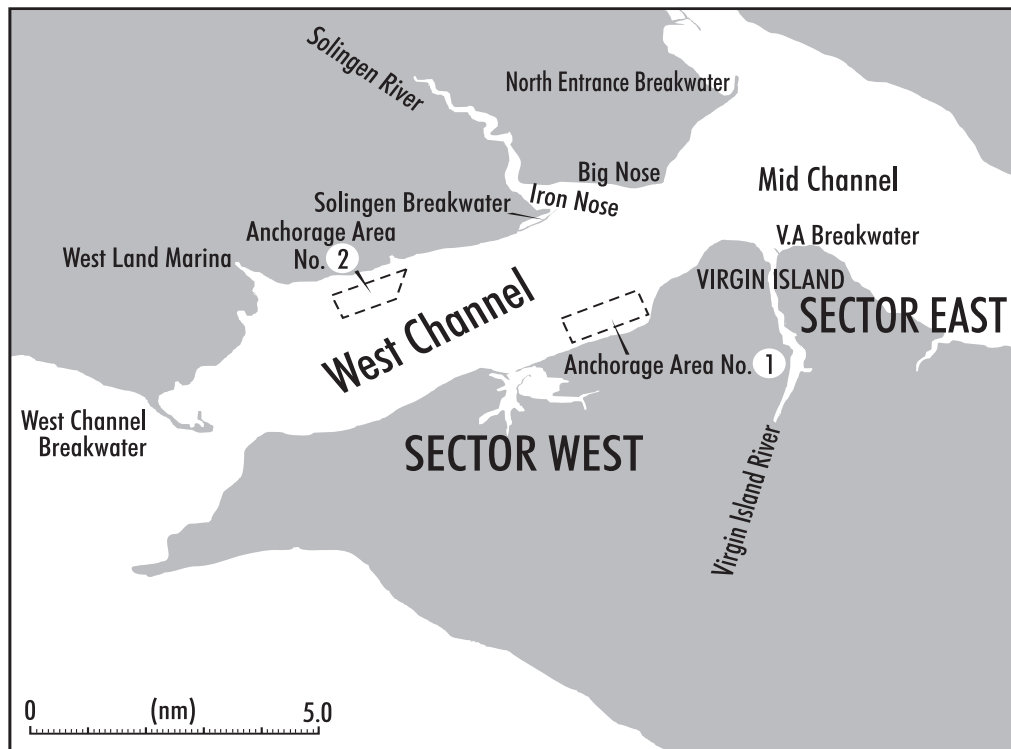 Solingen River
North Entrance Breakwater
Big Nose
Iron Nose
Mid Channel
Solingen Breakwater
Anchorage Area
No. 2
West Land Marina
V.A Breakwater
VIRGIN ISLAND
SECTOR EAST
West Channel
Anchorage Area No. 1
West Channel
Breakwater
SECTOR WEST
Virgin Island River
0 (nm) 5.0